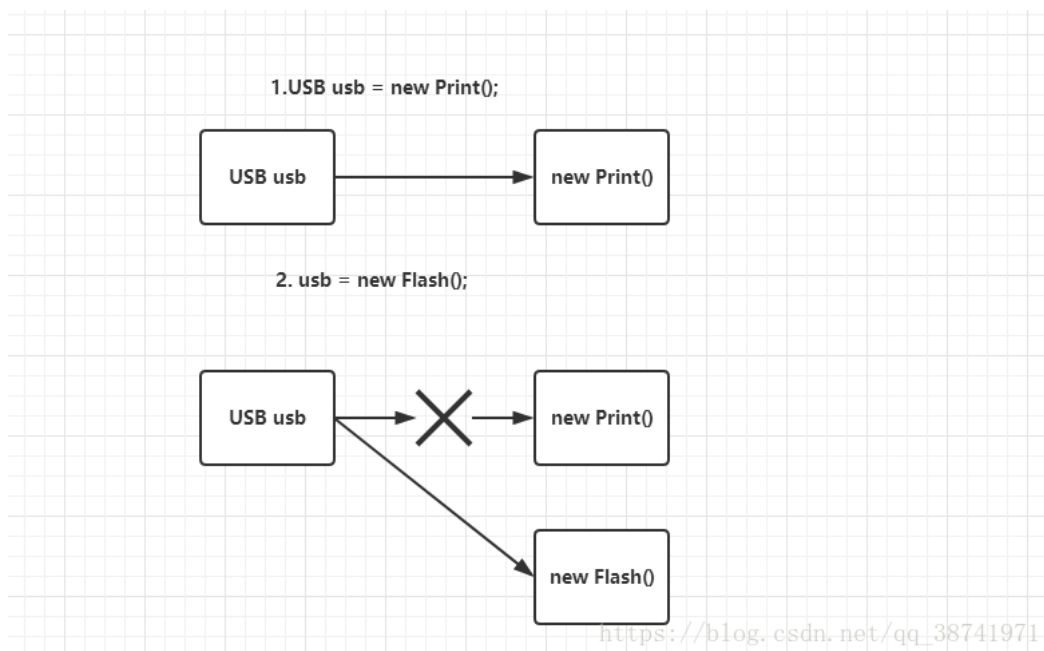 1.USB usb = new Print();
USB usb
new Print()
2. usb = new Flash();
USB usb
new Print()
new Flash()
https://blog.csdn.net/qq_38741971